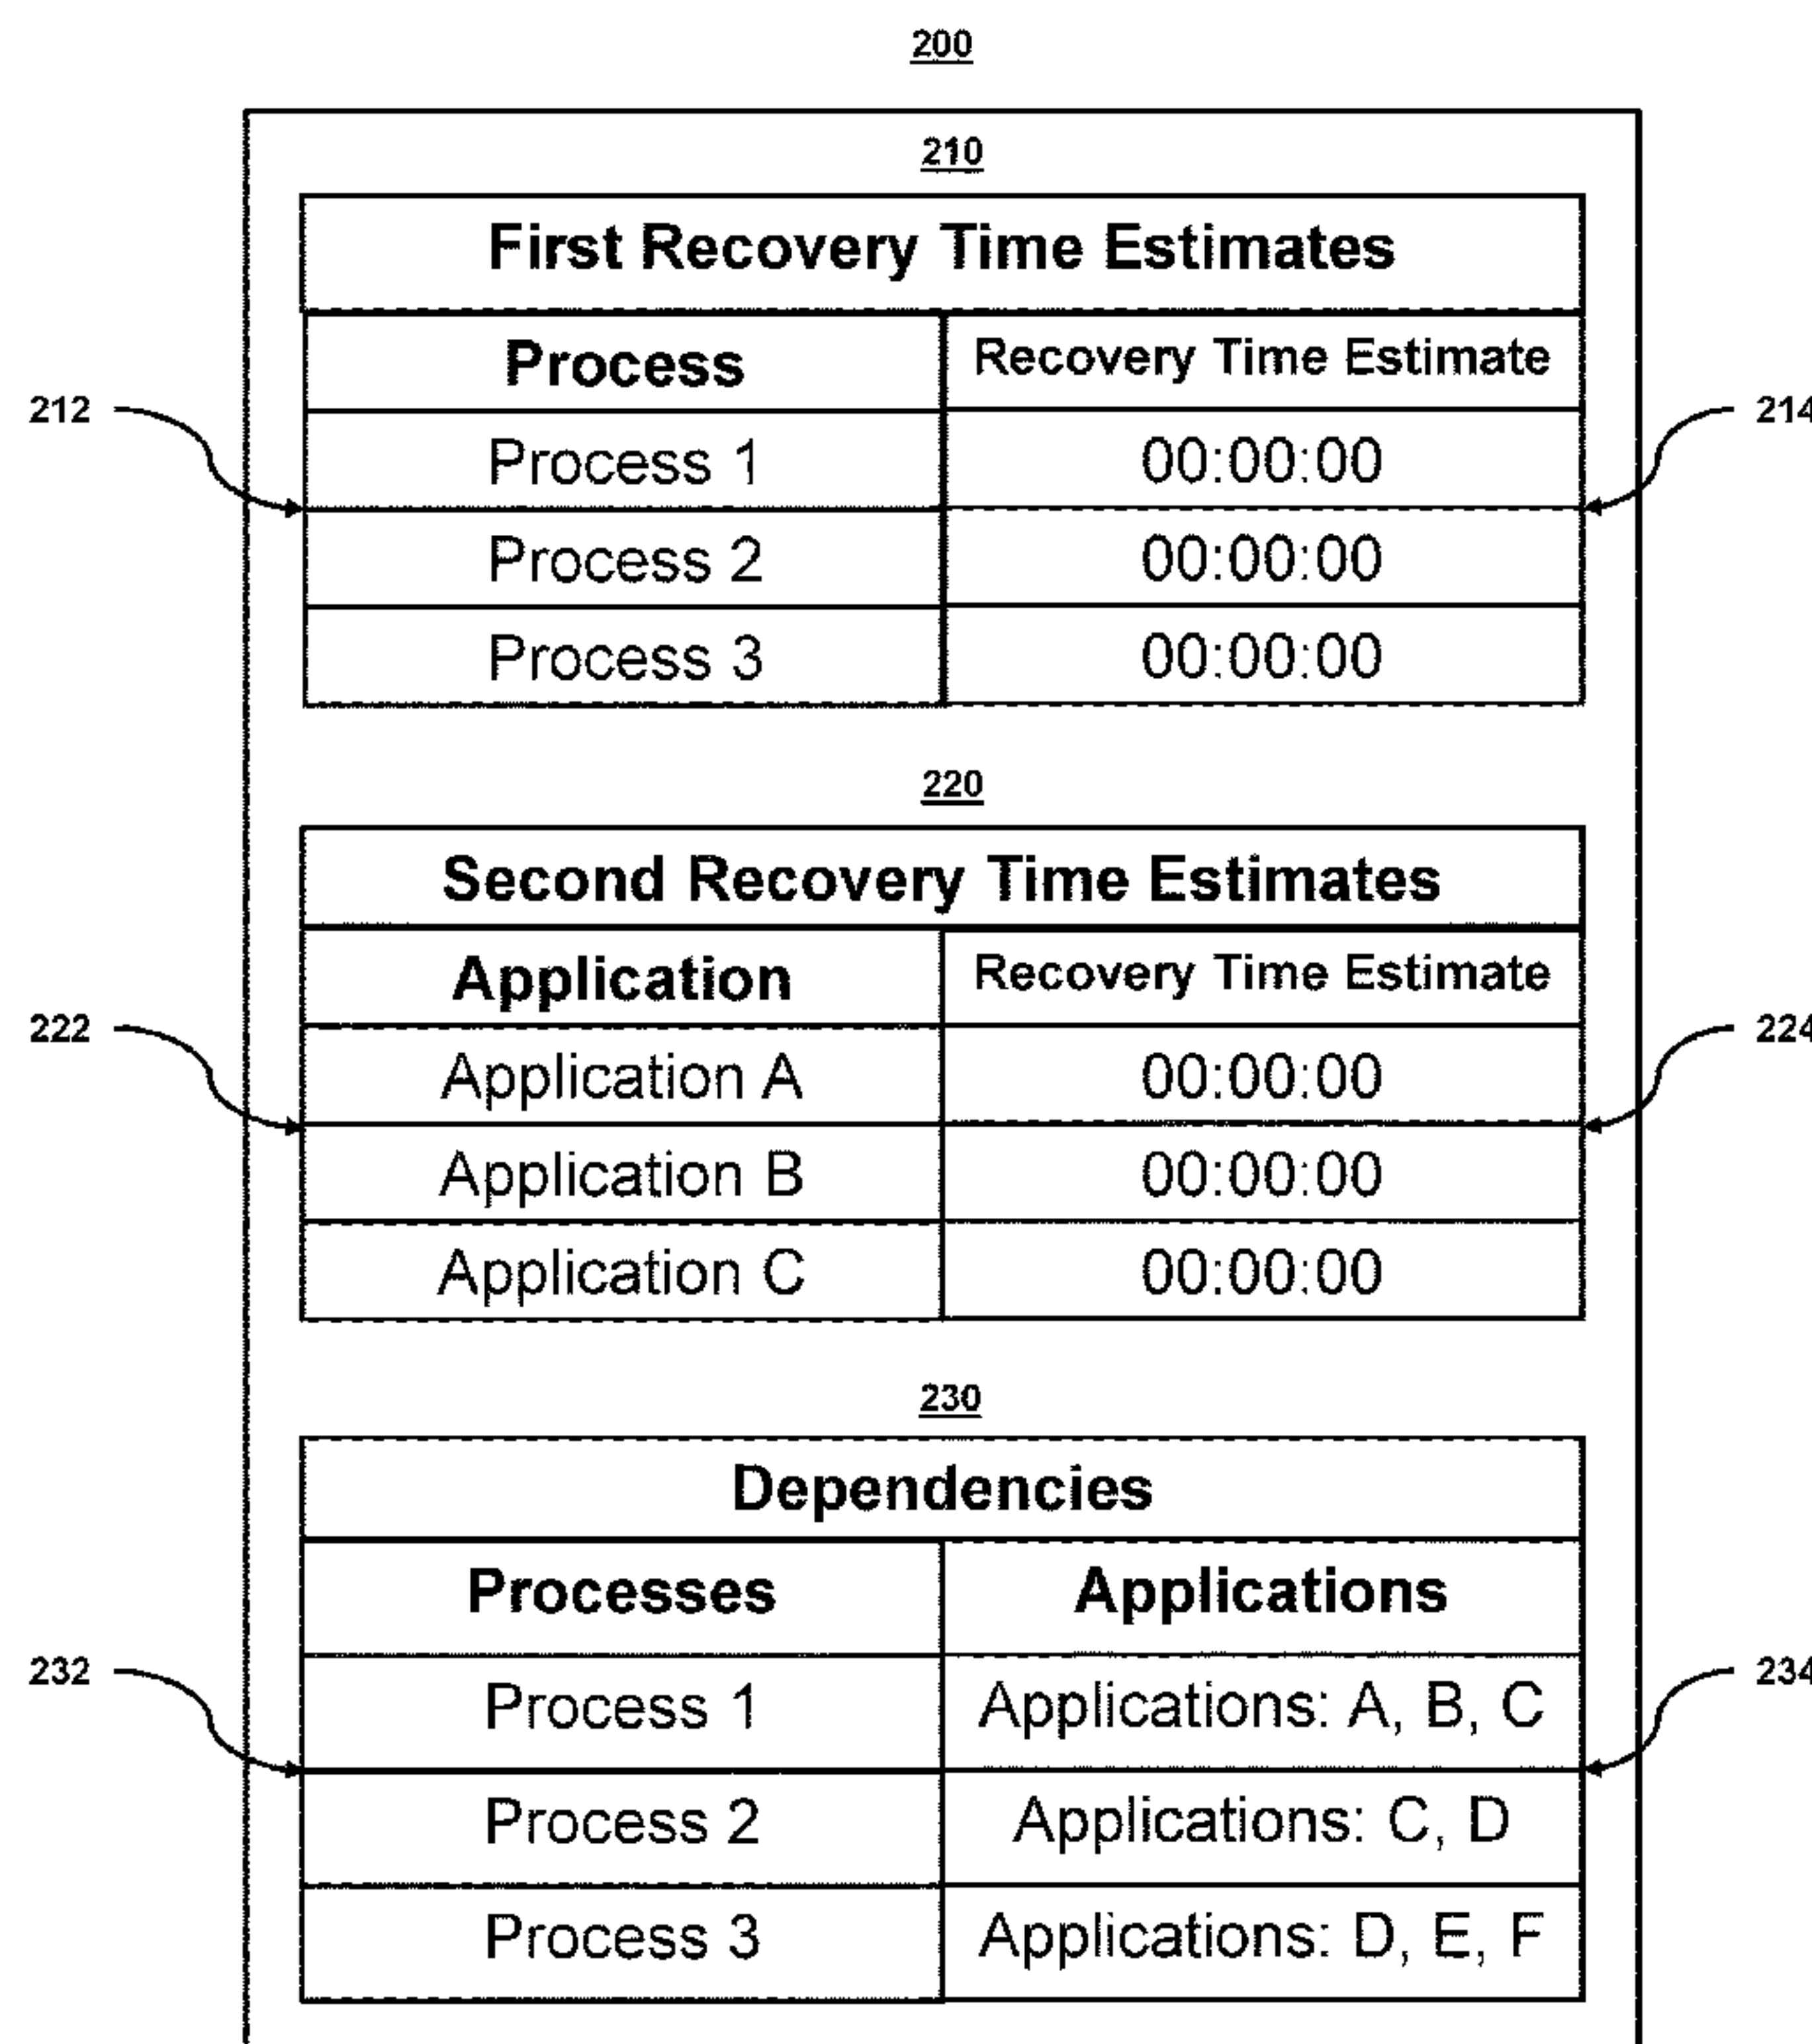 200
210
First Recovery Time Estimates
Process Recovery Time Estimate
212 214
Process 1 00:00:00
Process 2 00:00:00
Process 3 00:00:00
220
Second Recovery Time Estimates
Application Recovery Time Estimate
222 224
Application A 00:00:00
Application B 00:00:00
Application C 00:00:00
230
Dependencies
Processes Applications
232 234
Process 1 Applications: A, B, C
Process 2 Applications: C, D
Process 3 Applications: D, E, F